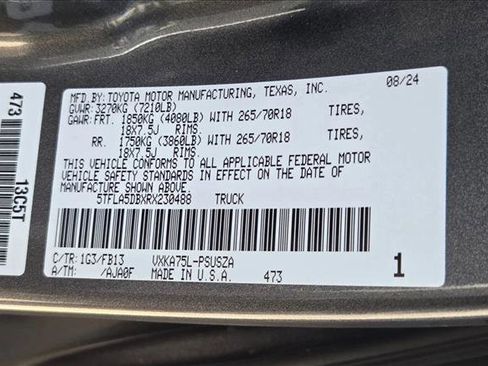 MFD.BY: TOYOTA MOTOR MANUFACTURING, TEXAS, INC. 08/24
GVWR: 3270KG (7210LB)
GAWR: FRT. 1850KG (4080LB) WITH 265/70R18 TIRES,
18X7.5J RIMS.
RR. 1750KG (3860LB) WITH 265/70R18 TIRES,
18X7.5J RIMS.
THIS VEHICLE CONFORMS TO ALL APPLICABLE FEDERAL MOTOR
VEHICLE SAFETY STANDARDS IN EFFECT ON THE DATE OF
MANUFACTURE SHOWN ABOVE.
5TFLA5DBXRX230488 TRUCK
C/TR: 1G3/FB13 VXKA75L-PSUSZA
A/TM: /AJA0F MADE IN U.S.A. 473 1
473 13C5T